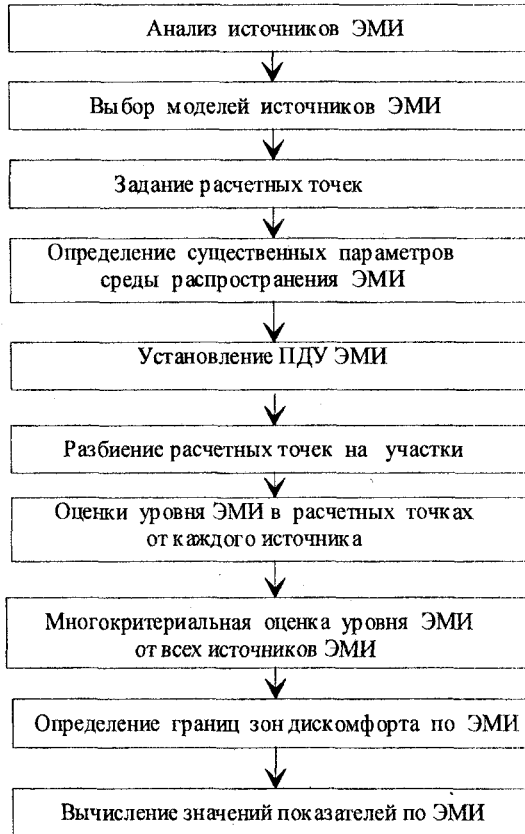 Анализ источников ЭМИ
Выбор моделей источников ЭМИ
Задание расчетных точек
Определение существенных параметров
среды распространения ЭМИ
Установление ПДУ ЭМИ
Разбиение расчетных точек на участки
Оценки уровня ЭМИ в расчетных точках
от каждого источника
Многокритериальная оценка уровня ЭМИ
от всех источников ЭМИ
Определение границ зон дискомфорта по ЭМИ
Вычисление значений показателей по ЭМИ